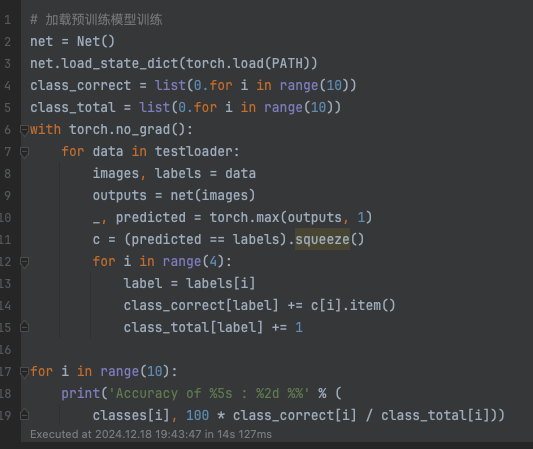 1 # 加载预训练模型训练
2 net = Net()
3 net.load_state_dict(torch.load(PATH))
4 class_correct = list(0.for i in range(10))
5 class_total = list(0.for i in range(10))
6 with torch.no_grad():
7     for data in testloader:
8         images, labels = data
9         outputs = net(images)
10         _, predicted = torch.max(outputs, 1)
11         c = (predicted == labels).squeeze()
12         for i in range(4):
13             label = labels[i]
14             class_correct[label] += c[i].item()
15             class_total[label] += 1
16
17 for i in range(10):
18     print('Accuracy of %5s : %2d %%' % (
19         classes[i], 100 * class_correct[i] / class_total[i]))
Executed at 2024.12.18 19:43:47 in 14s 127ms